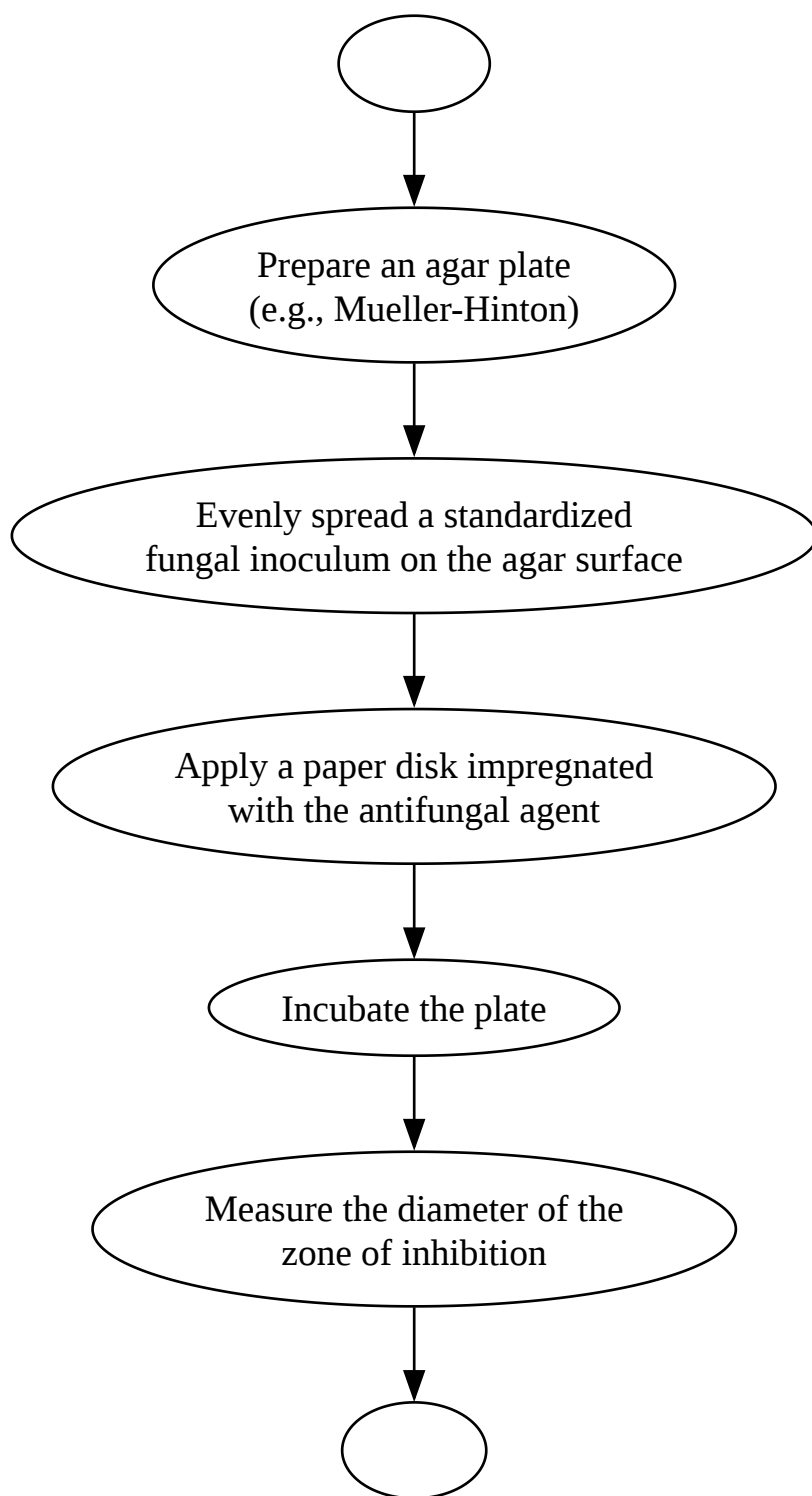 Prepare an agar plate
(e.g., Mueller-Hinton)
Evenly spread a standardized
fungal inoculum on the agar surface
Apply a paper disk impregnated
with the antifungal agent
Incubate the plate
Measure the diameter of the
zone of inhibition